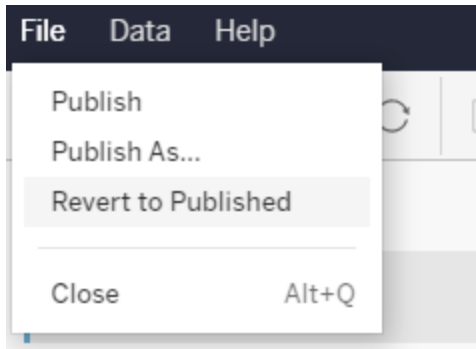 File Data Help
Publish
Publish As...
Revert to Published
Close Alt+Q